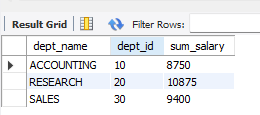 Result Grid Filter Rows:
dept_name dept_id sum_salary
ACCOUNTING 10 8750
RESEARCH 20 10875
SALES 30 9400